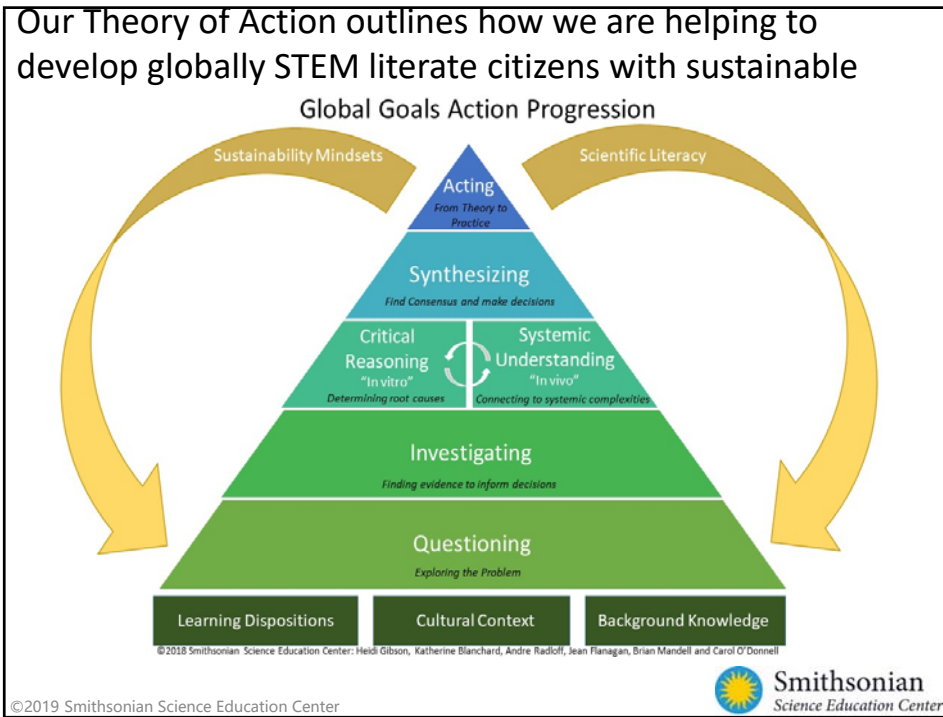 Our Theory of Action outlines how we are helping to
develop globally STEM literate citizens with sustainable
Global Goals Action Progression
Sustainability Mindsets
Scientific Literacy
Acting
From Theory to
Practice
Synthesizing
Find Consensus and make decisions
Critical
Reasoning
"In vitro"
Determining root causes
Systemic
Understanding
"In vivo"
Connecting to systemic complexities
Investigating
Finding evidence to inform decisions
Questioning
Exploring the Problem
Learning Dispositions
Cultural Context
Background Knowledge
©2018 Smithsonian Science Education Center: Heidi Gibson, Katherine Blanchard, Andre Radloff, Jean Flanagan, Brian Mandell and Carol O'Donnell
©2019 Smithsonian Science Education Center
Smithsonian
Science Education Center